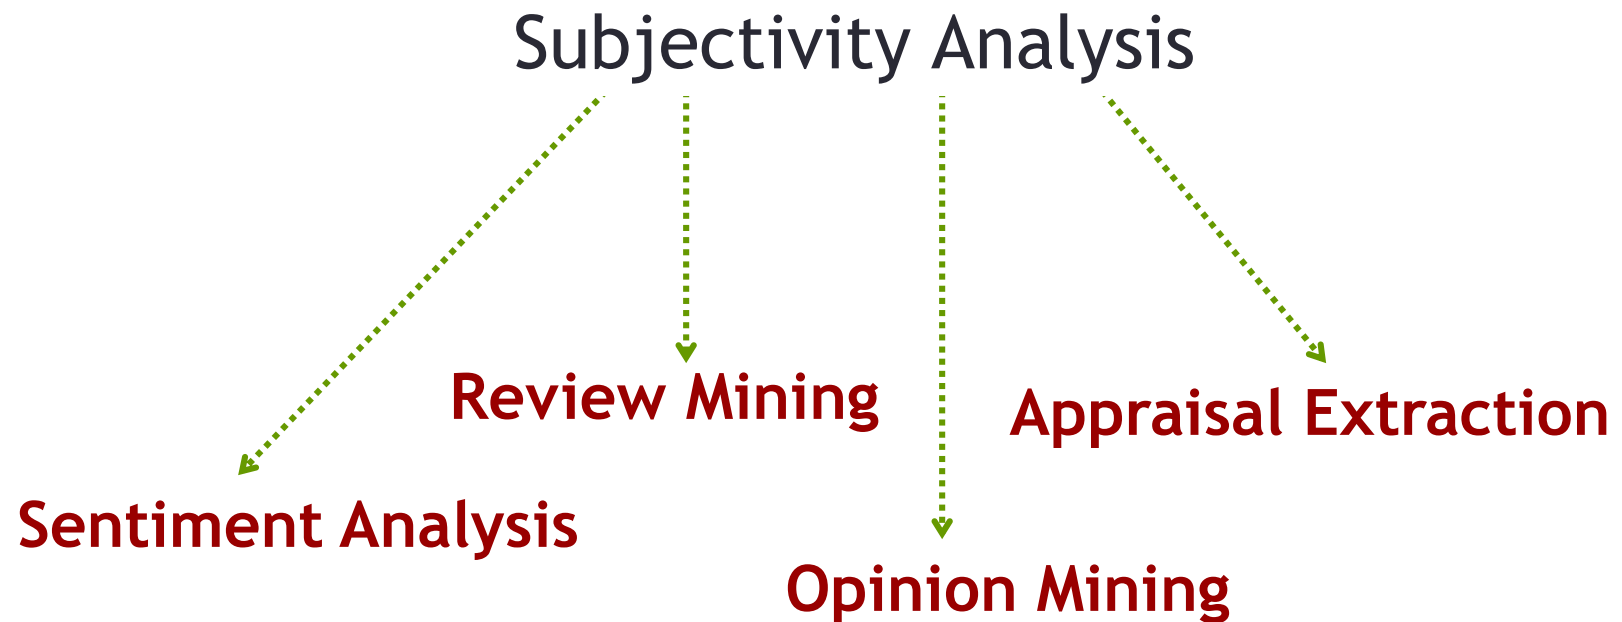 Subjectivity Analysis
Review Mining
Appraisal Extraction
Sentiment Analysis
Opinion Mining